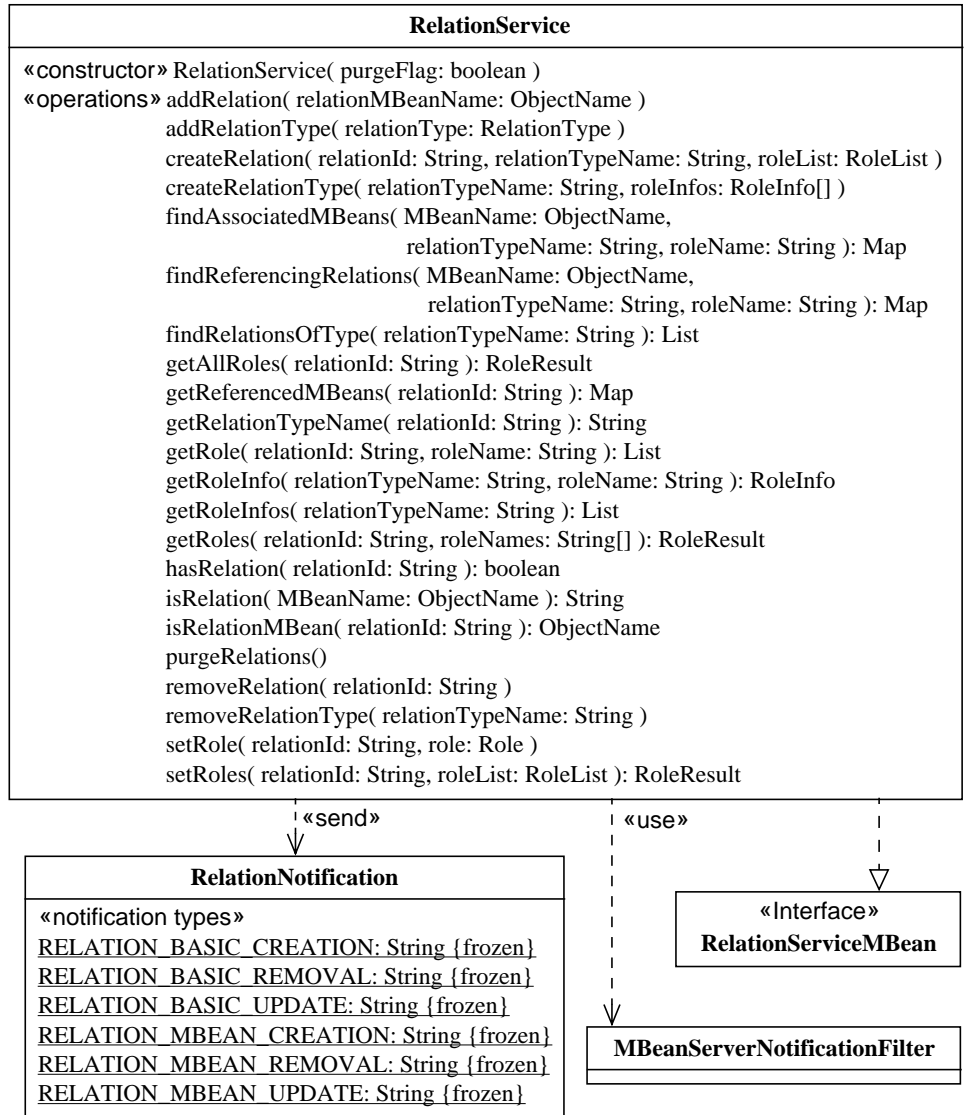 RelationService
«constructor» RelationService( purgeFlag: boolean )
«operations» addRelation( relationMBeanName: ObjectName )
addRelationType( relationType: RelationType )
createRelation( relationId: String, relationTypeName: String, roleList: RoleList )
createRelationType( relationTypeName: String, roleInfos: RoleInfo[] )
findAssociatedMBeans( MBeanName: ObjectName,
relationTypeName: String, roleName: String ): Map
findReferencingRelations( MBeanName: ObjectName,
relationTypeName: String, roleName: String ): Map
findRelationsOfType( relationTypeName: String ): List
getAllRoles( relationId: String ): RoleResult
getReferencedMBeans( relationId: String ): Map
getRelationTypeName( relationId: String ): String
getRole( relationId: String, roleName: String ): List
getRoleInfo( relationTypeName: String, roleName: String ): RoleInfo
getRoleInfos( relationTypeName: String ): List
getRoles( relationId: String, roleNames: String[] ): RoleResult
hasRelation( relationId: String ): boolean
isRelation( MBeanName: ObjectName ): String
isRelationMBean( relationId: String ): ObjectName
purgeRelations()
removeRelation( relationId: String )
removeRelationType( relationTypeName: String )
setRole( relationId: String, role: Role )
setRoles( relationId: String, roleList: RoleList ): RoleResult
«send»
«use»
RelationNotification
«notification types»
RELATION_BASIC_CREATION: String {frozen}
RELATION_BASIC_REMOVAL: String {frozen}
RELATION_BASIC_UPDATE: String {frozen}
RELATION_MBEAN_CREATION: String {frozen}
RELATION_MBEAN_REMOVAL: String {frozen}
RELATION_MBEAN_UPDATE: String {frozen}
«Interface»
RelationServiceMBean
MBeanServerNotificationFilter